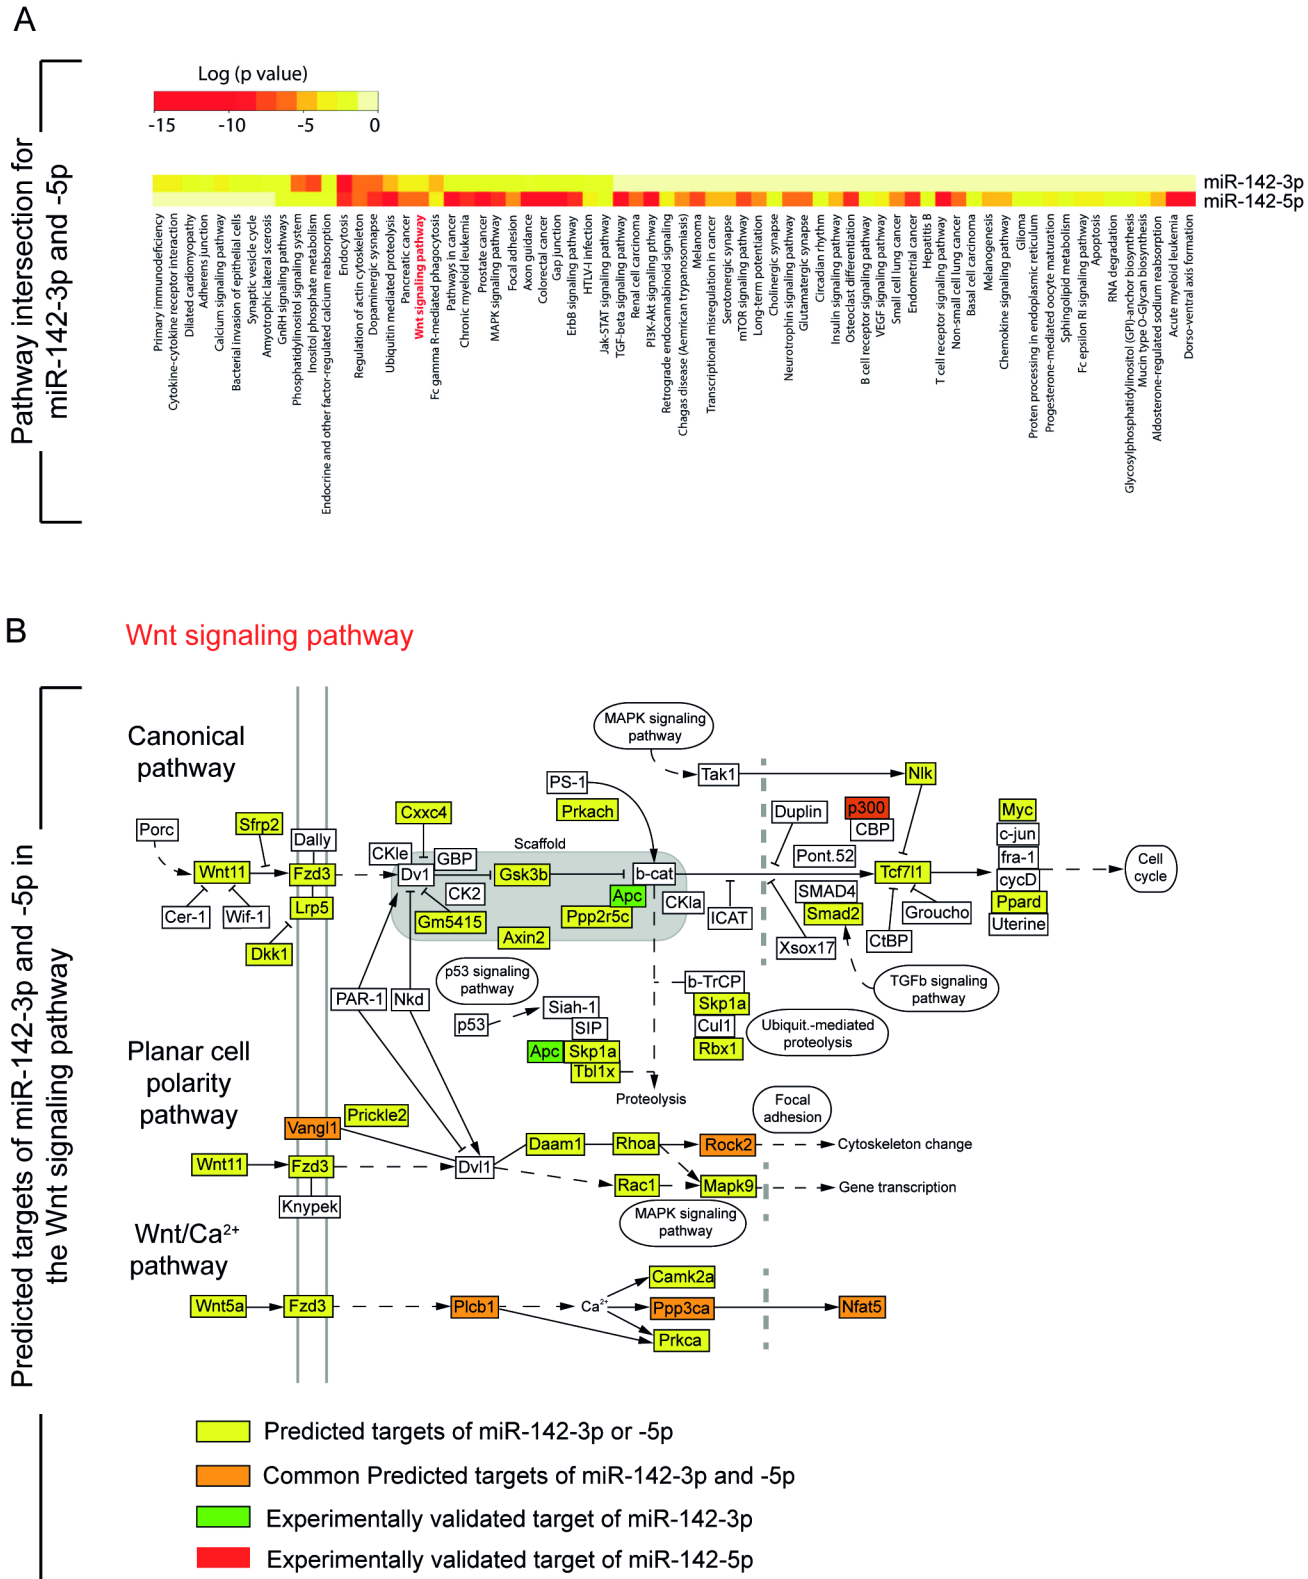 A
Pathway intersection for
miR-142-3p and -5p
Log (p value)
-15 -10 -5 0
miR-142-3p
miR-142-5p
Primary immunodeficiency
Cytokine-cytokine receptor interaction
Dilated cardiomyopathy
Adherens junction
Calcium signaling pathway
Bacterial invasion of epithelial cells
Synaptic vesicle cycle
Amyotrophic lateral scerosis
GnRH signaling pathways
Phosphatidylinositol signaling system
Inositol phosphate metabolism
Endocrine and other factor-regulated calcium reabsorption
Endocytosis
Regulation of actin cytoskeleton
Dopaminergic sysnapse
Ubiquitin mediated proteolysis
Pancreatic cancer
Wnt signaling pathway
Fc gamma R-mediated phagocytosis
Pathways in cancer
Chronic myeloid leukemia
Prostate cancer
MAPK signaling pathway
Focal adhesion
Axon guidance
Colorectal cancer
Gap junction
ErbB signaling pathway
HTLV-I infection
Jak-STAT signaling pathway
TGF-beta signaling pathway
Renal cell carcinoma
PI3K-Akt signaling pthway
Retrograde endocannabinoid signaling
Chagas disease (Aemrican trypanosomiasis)
Melanoma
Transcriptional misregulation in cancer
Serotonergic synapse
mTOR signaling pathway
Long-term potentiation
Cholinergic synapse
Neurotrophin signaling pathway
Glutamatergic synapse
Circadian rhythm
Insulin signaling pathway
Osteoclast differentiation
B cell receptor signaling pathway
VEGF signaling pathway
Small cell lung cancer
Endometrial cancer
Hepatitis B
T cell receptor signaling pathway
Non-small cell lung cancer
Basal cell carcinoma
Melanogenesis
Chemokine signaling pathway
Glioma
Proten processing in endoplasmic reticulum
Progesterone-mediated oocyte maturation
Sphingolipid metabolism
Fc epsilon RI signaling pathway
Apoptosis
RNA degradation
Glycosylphosphatidylinositol (GPI)-anchor biosynthesis
Mucin type O-Glycan biosynthesis
Aldosterone-regulated sodium reabsorption
Acute myeloid leukemia
Dorso-ventral axis formation
B
Wnt signaling pathway
Predicted targets of miR-142-3p and -5p in
the Wnt signaling pathway
Canonical
pathway
MAPK signaling
pathway
Tak1
Nlk
PS-1
Prkach
Porc
Sfrp2
Dally
Cxxc4
Scaffold
Duplin
p300
CBP
Myc
c-jun
fra-1
cycD
Ppard
Uterine
Cell
cycle
Wnt11
Fzd3
Lrp5
CKle
Dv1
GBP
CK2
Gm5415
Gsk3b
Axin2
b-cat
Apc
Ppp2r5c
CKla
ICAT
Pont.52
SMAD4
Smad2
Tcf7l1
Groucho
CtBP
Xsox17
Cer-1
Wif-1
Dkk1
TGFb signaling
pathway
PAR-1
Nkd
p53 signaling
pathway
p53
Siah-1
SIP
Apc
Skp1a
Tbl1x
b-TrCP
Skp1a
Cul1
Rbx1
Ubiquit.-mediated
proteolysis
Proteolysis
Planar cell
polarity
pathway
Vangl1
Prickle2
Wnt11
Fzd3
Knypek
Dvl1
Daam1
Rhoa
Rock2
Focal
adhesion
Cytoskeleton change
Rac1
Mapk9
Gene transcription
MAPK signaling
pathway
Wnt/Ca2+
pathway
Wnt5a
Fzd3
Plcb1
Ca2+
Camk2a
Ppp3ca
Prkca
Nfat5
Predicted targets of miR-142-3p or -5p
Common Predicted targets of miR-142-3p and -5p
Experimentally validated target of miR-142-3p
Experimentally validated target of miR-142-5p